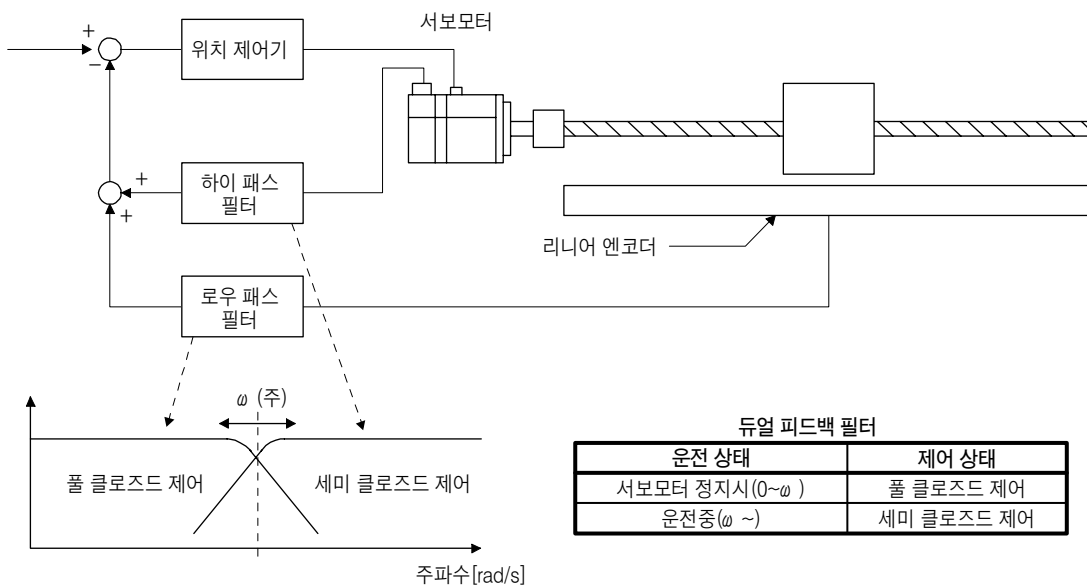 서보모터
+
−
위치 제어기
+
하이 패스
필터
+
리니어 엔코더
로우 패스
필터
ω (주)
풀 클로즈드 제어
세미 클로즈드 제어
주파수[rad/s]
듀얼 피드백 필터
운전 상태 제어 상태
서보모터 정지시(0~ω ) 풀 클로즈드 제어
운전중(ω ~) 세미 클로즈드 제어